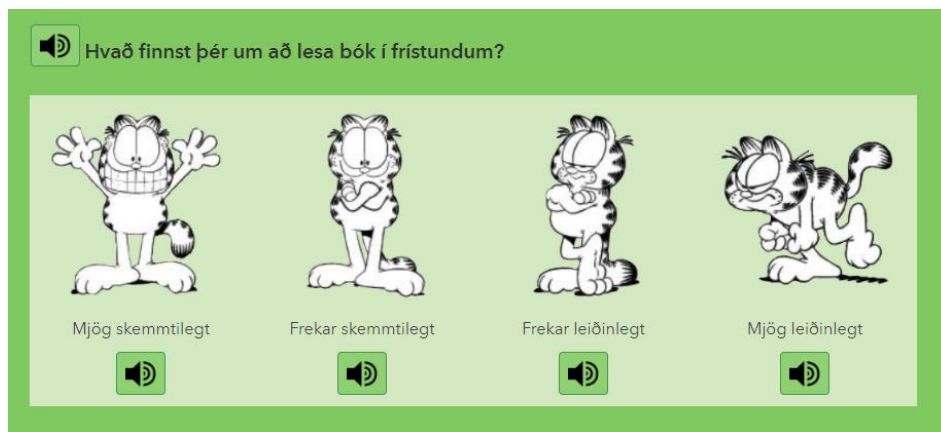 Hvað finnst þér um að lesa bók í frístundum?
Mjög skemmtilegt
Frekar skemmtilegt
Frekar leiðinlegt
Mjög leiðinlegt